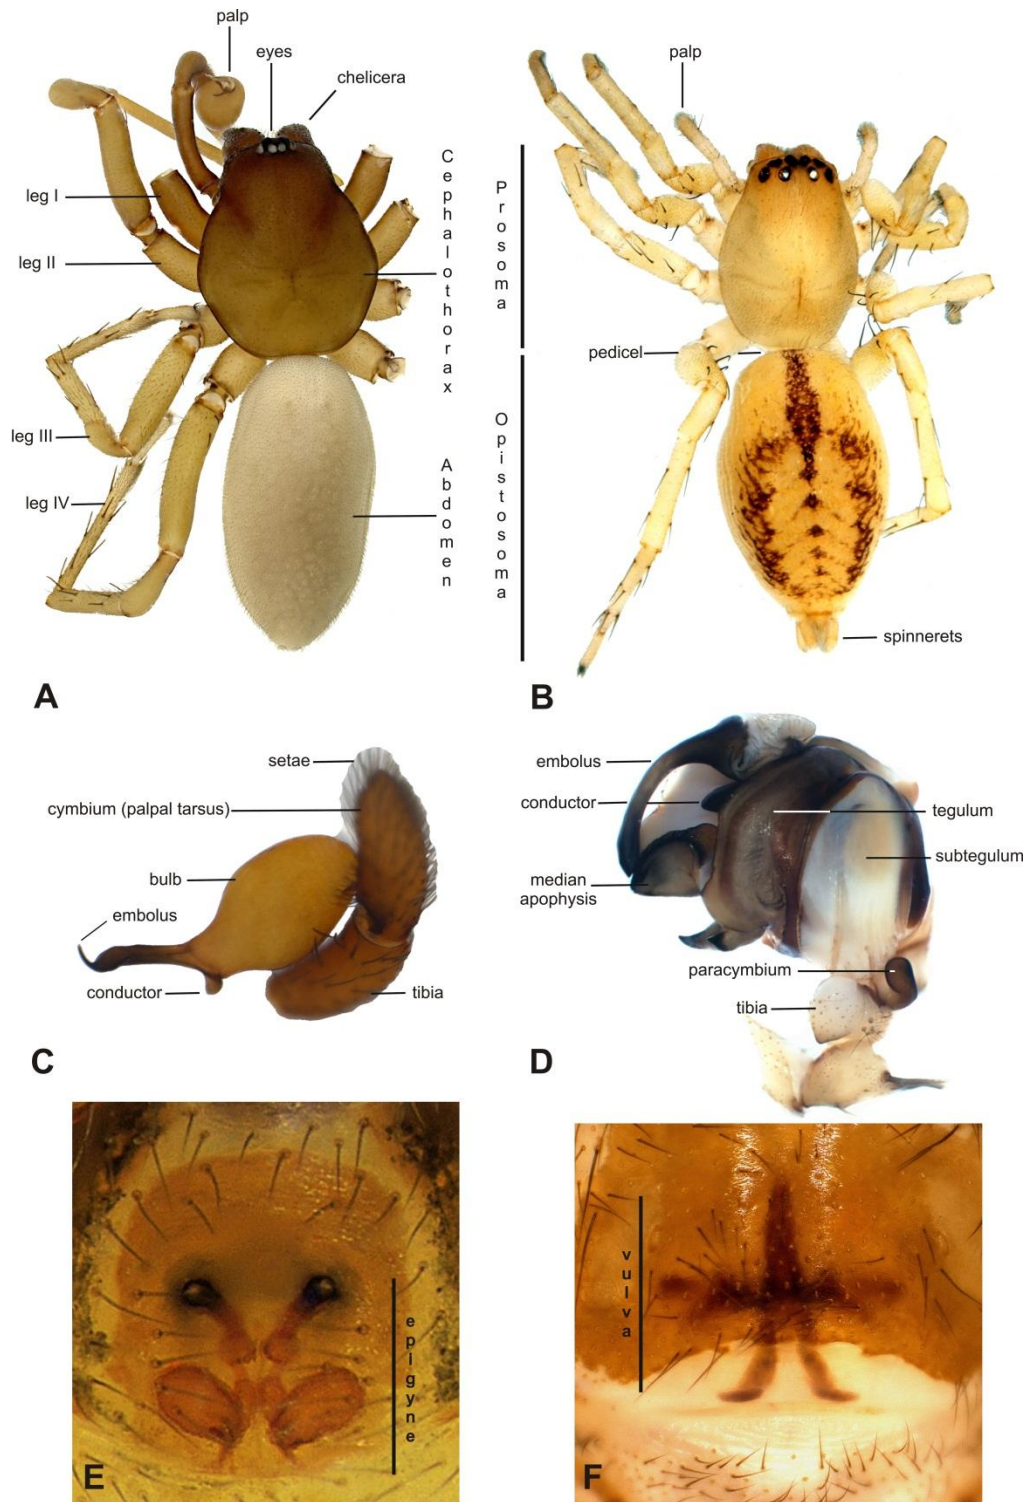 palp
eyes
chelicera
leg I
leg II
leg III
leg IV
Cephalothorax
Abdomen
A
palp
Prosoma
pedicel
Opistosoma
spinnerets
B
setae
cymbium (palpal tarsus)
bulb
embolus
conductor
tibia
C
embolus
conductor
tegulum
subtegulum
median
apophysis
paracymbium
tibia
D
epigyne
E
vulva
F